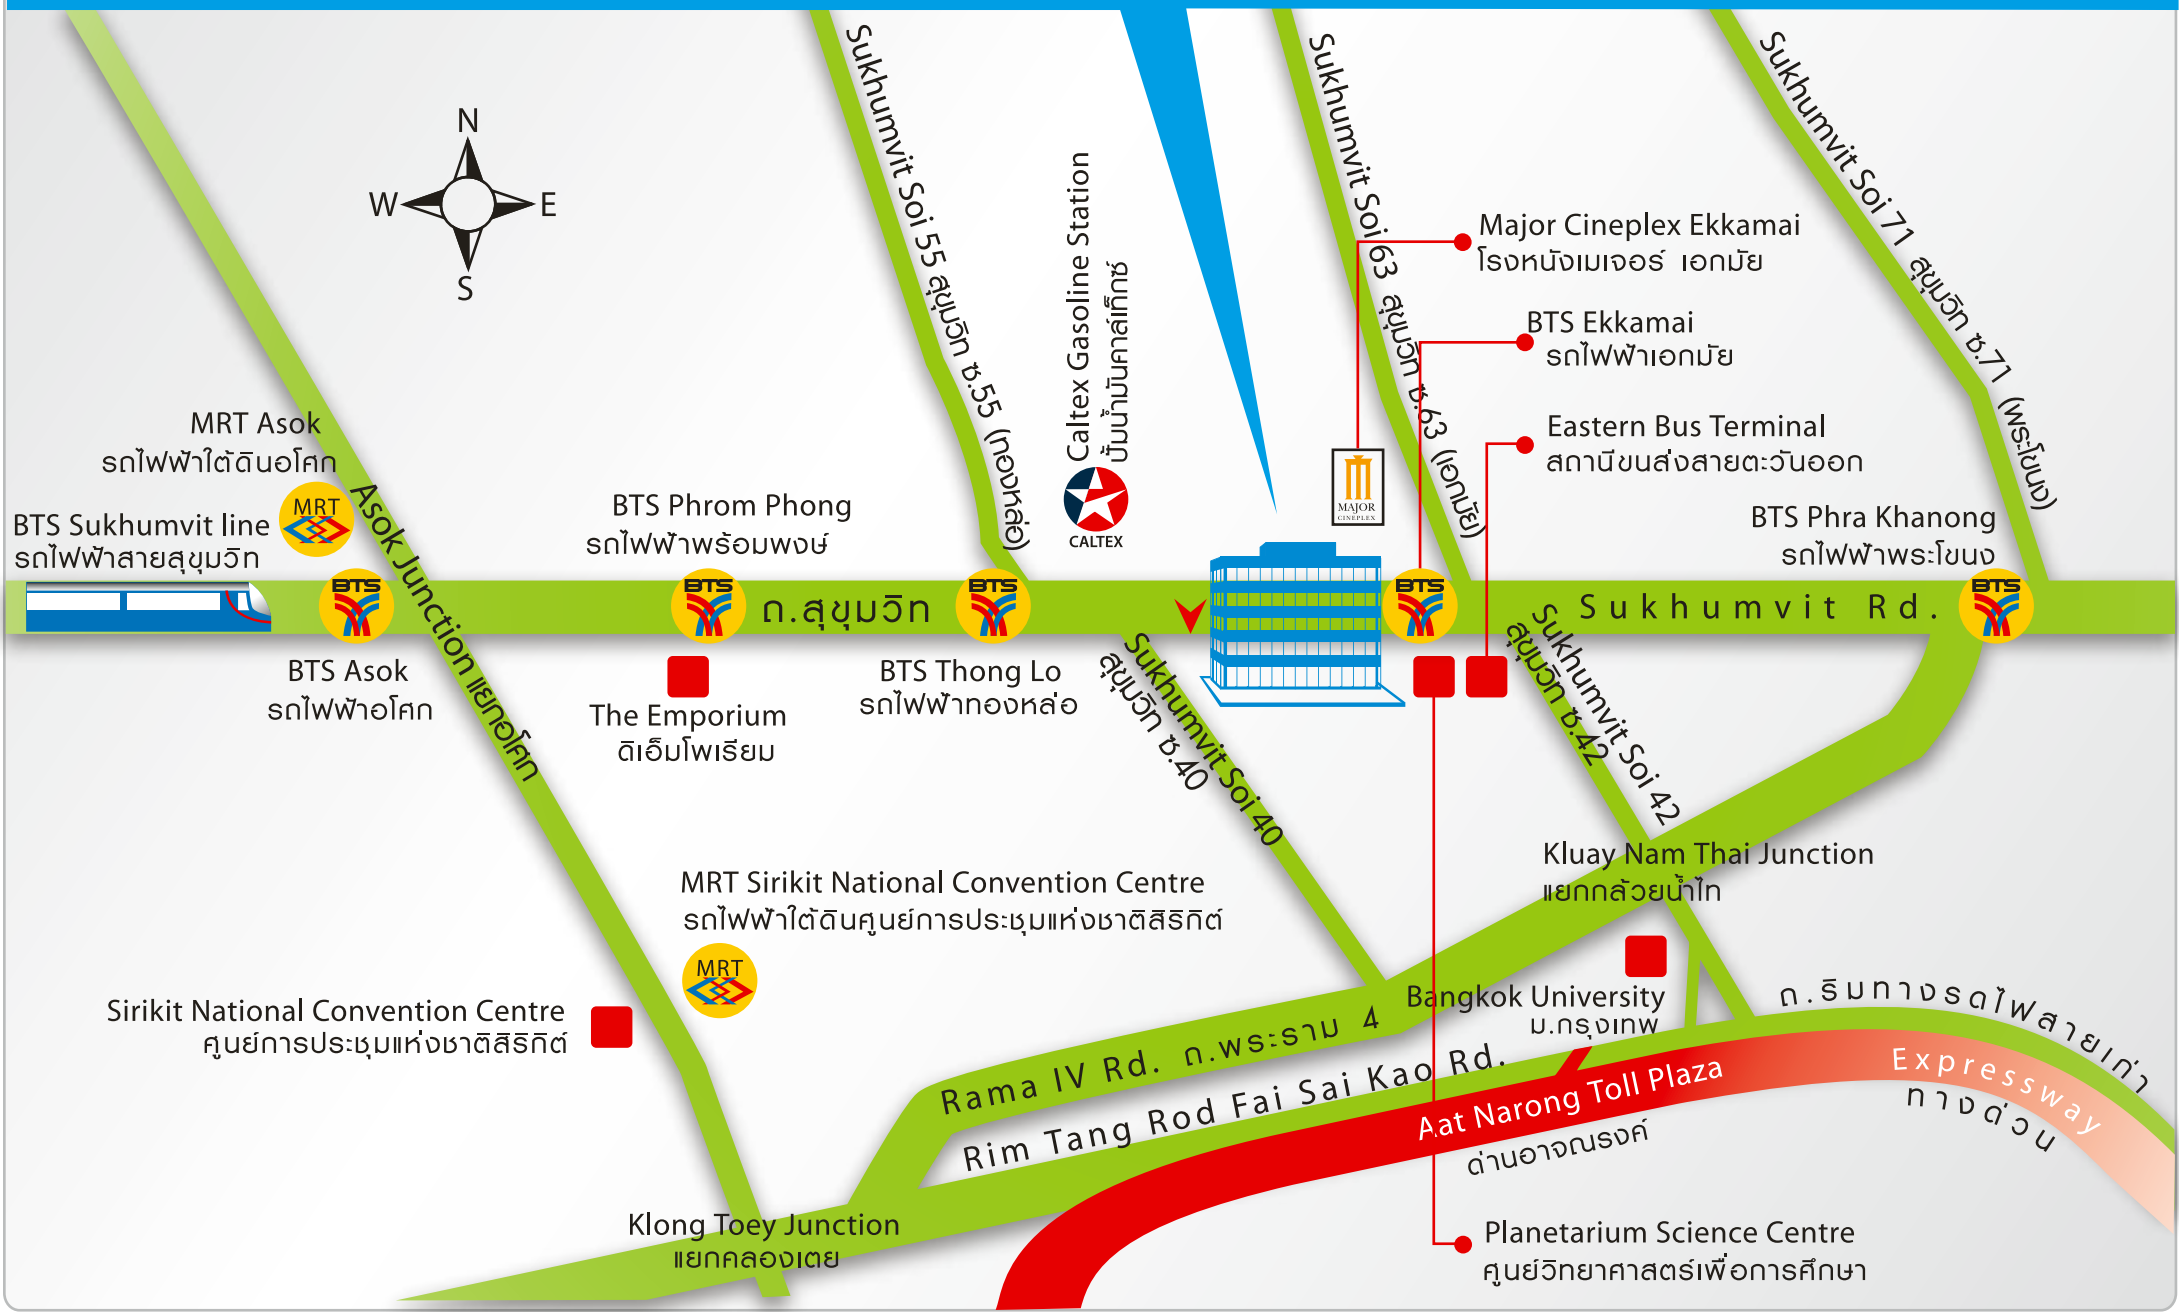 N
W
E
S
Sukhumvit Soi 55 สุขุมวิท ซ.55 (ทองหล่อ)
Caltex Gasoline Station
ปั๊มน้ำมันคาล์เท็กซ์
CALTEX
Sukhumvit Soi 63 สุขุมวิท ซ.63 (เอกมัย)
Sukhumvit Soi 71 สุขุมวิท ซ.71 (พระโขนง)
Major Cineplex Ekkamai
โรงหนังเมเจอร์ เอกมัย
BTS Ekkamai
รถไฟฟ้าเอกมัย
Eastern Bus Terminal
สถานีขนส่งสายตะวันออก
MAJOR
CINEPLEX
MRT Asok
รถไฟฟ้าใต้ดินอโศก
MRT
BTS Sukhumvit line
รถไฟฟ้าสายสุขุมวิท
Asok Junction แยกอโศก
BTS Phrom Phong
รถไฟฟ้าพร้อมพงษ์
BTS Phra Khanong
รถไฟฟ้าพระโขนง
BTS
BTS
ถ.สุขุมวิท
BTS
BTS
Sukhumvit Rd.
BTS
BTS Asok
รถไฟฟ้าอโศก
The Emporium
ดิเอ็มโพเรียม
BTS Thong Lo
รถไฟฟ้าทองหล่อ
Sukhumvit Soi 40
สุขุมวิท ซ.40
Sukhumvit Soi 42
สุขุมวิท ซ.42
Kluay Nam Thai Junction
แยกกล้วยน้ำไท
MRT Sirikit National Convention Centre
รถไฟฟ้าใต้ดินศูนย์การประชุมแห่งชาติสิริกิต์
MRT
Sirikit National Convention Centre
ศูนย์การประชุมแห่งชาติสิริกิต์
Bangkok University
ม.กรุงเทพ
Rama IV Rd. ถ.พระราม 4
Rim Tang Rod Fai Sai Kao Rd.
ถ.ริมทางรถไฟสายเก่า
Aat Narong Toll Plaza
ด่านอาจณรงค์
Expressway
ทางด่วน
Klong Toey Junction
แยกคลองเตย
Planetarium Science Centre
ศูนย์วิทยาศาสตร์เพื่อการศึกษา